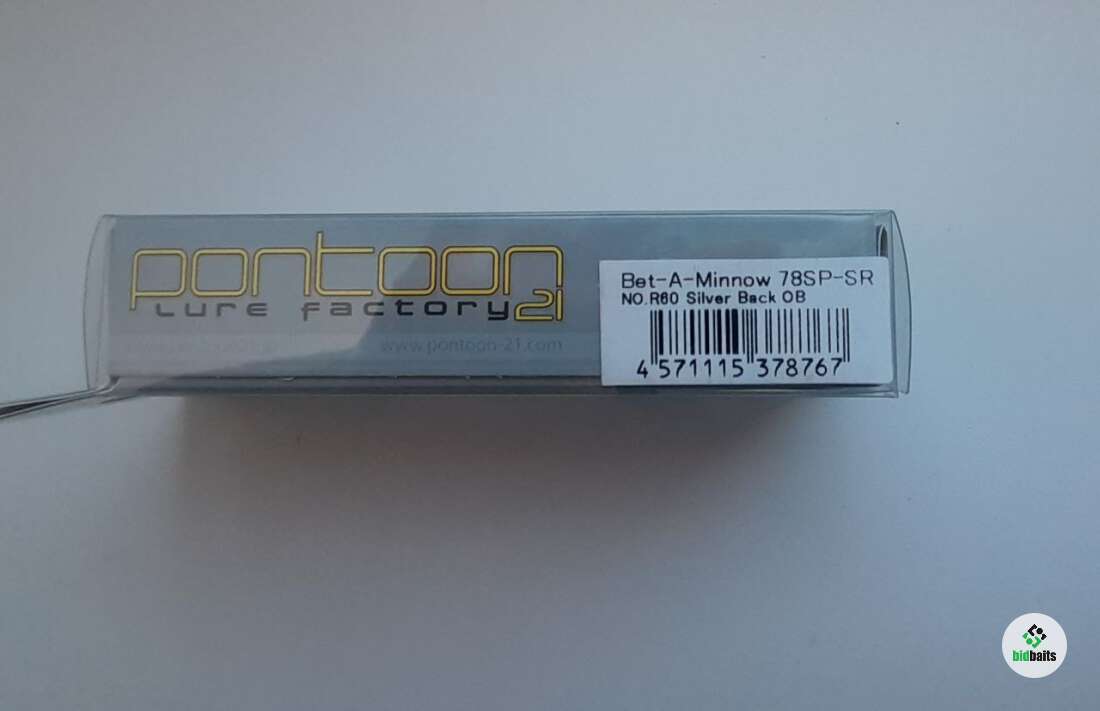 pontoon21
Lure factory
www.pontoon-21.com
Bet-A-Minnow 78SP-SR
NO.R60 Silver Back OB
4 571115 378767
bidbaits